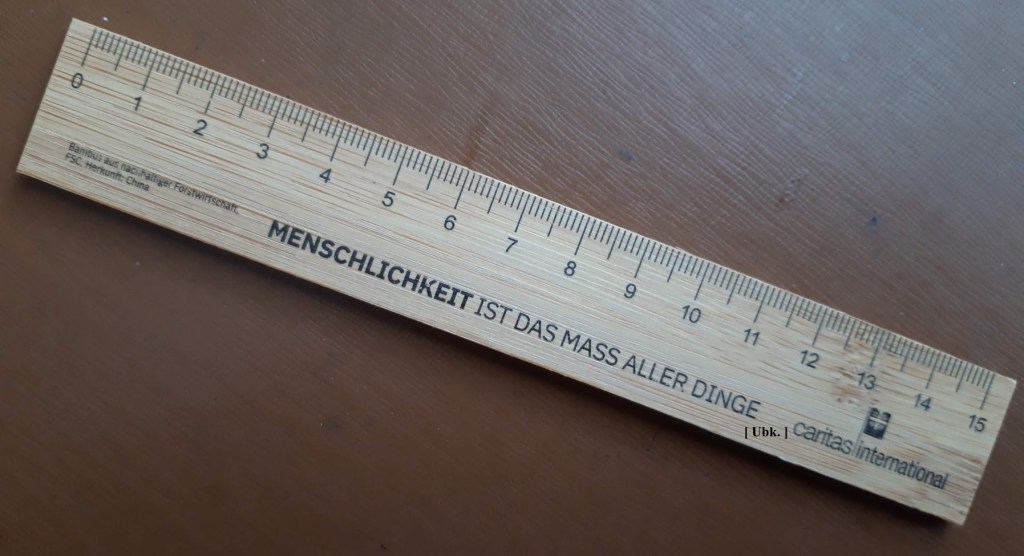 0 1 2 3 4 5 6 7 8 9 10 11 12 13 14 15
Bambus aus nachhaltiger Forstwirtschaft,
FSC. Herkunft: China
MENSCHLICHKEIT IST DAS MASS ALLER DINGE
[ Ubk. ]
caritas international